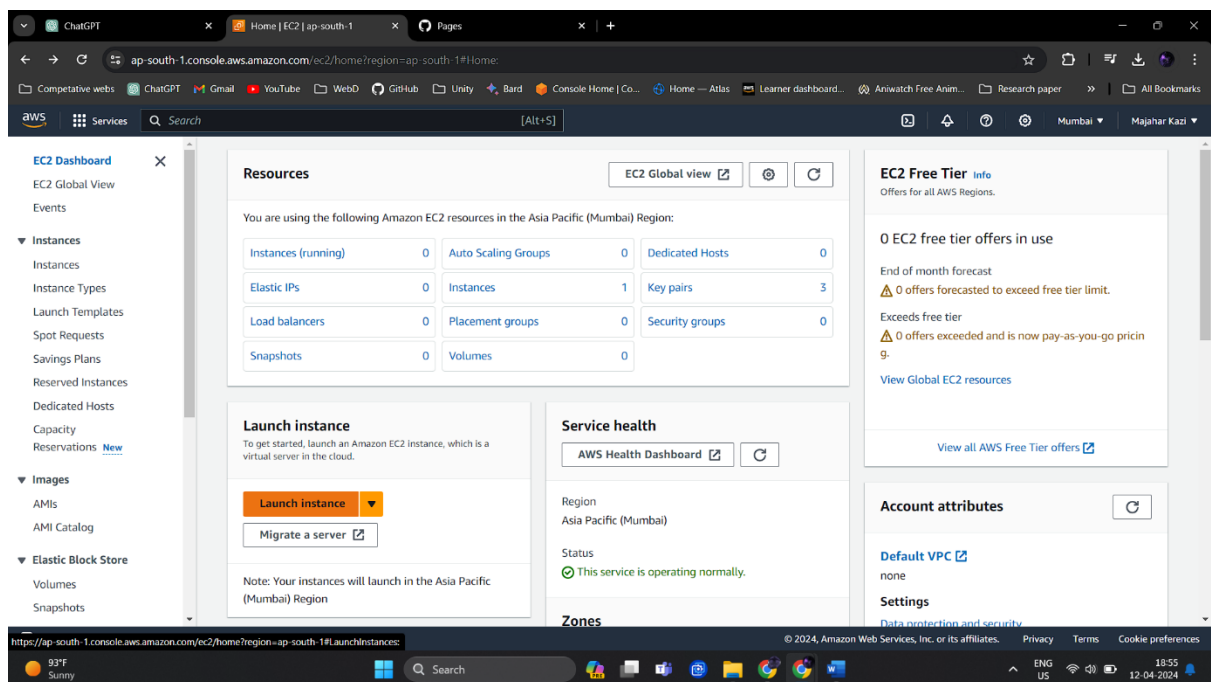 ChatGPT
Home | EC2 | ap-south-1
Pages
ap-south-1.console.aws.amazon.com/ec2/home?region=ap-south-1#Home:
Competative webs
ChatGPT
Gmail
YouTube
WebD
GitHub
Unity
Bard
Console Home | Co...
Home — Atlas
Learner dashboard...
Aniwatch Free Anim...
Research paper
»
All Bookmarks
aws
Services
Search
[Alt+S]
Mumbai
Majahar Kazi
EC2 Dashboard
EC2 Global View
Events
Instances
Instances
Instance Types
Launch Templates
Spot Requests
Savings Plans
Reserved Instances
Dedicated Hosts
Capacity
Reservations New
Images
AMIs
AMI Catalog
Elastic Block Store
Volumes
Snapshots
Resources
EC2 Global view
You are using the following Amazon EC2 resources in the Asia Pacific (Mumbai) Region:
Instances (running) 0
Auto Scaling Groups 0
Dedicated Hosts 0
Elastic IPs 0
Instances 1
Key pairs 3
Load balancers 0
Placement groups 0
Security groups 0
Snapshots 0
Volumes 0
Launch instance
To get started, launch an Amazon EC2 instance, which is a
virtual server in the cloud.
Launch instance
Migrate a server
Note: Your instances will launch in the Asia Pacific
(Mumbai) Region
Service health
AWS Health Dashboard
Region
Asia Pacific (Mumbai)
Status
This service is operating normally.
Zones
EC2 Free Tier Info
Offers for all AWS Regions.
0 EC2 free tier offers in use
End of month forecast
0 offers forecasted to exceed free tier limit.
Exceeds free tier
0 offers exceeded and is now pay-as-you-go pricin
g.
View Global EC2 resources
View all AWS Free Tier offers
Account attributes
Default VPC
none
Settings
Data protection and security
https://ap-south-1.console.aws.amazon.com/ec2/home?region=ap-south-1#LaunchInstances:
© 2024, Amazon Web Services, Inc. or its affiliates.
Privacy
Terms
Cookie preferences
93°F
Sunny
Search
ENG
US
18:55
12-04-2024